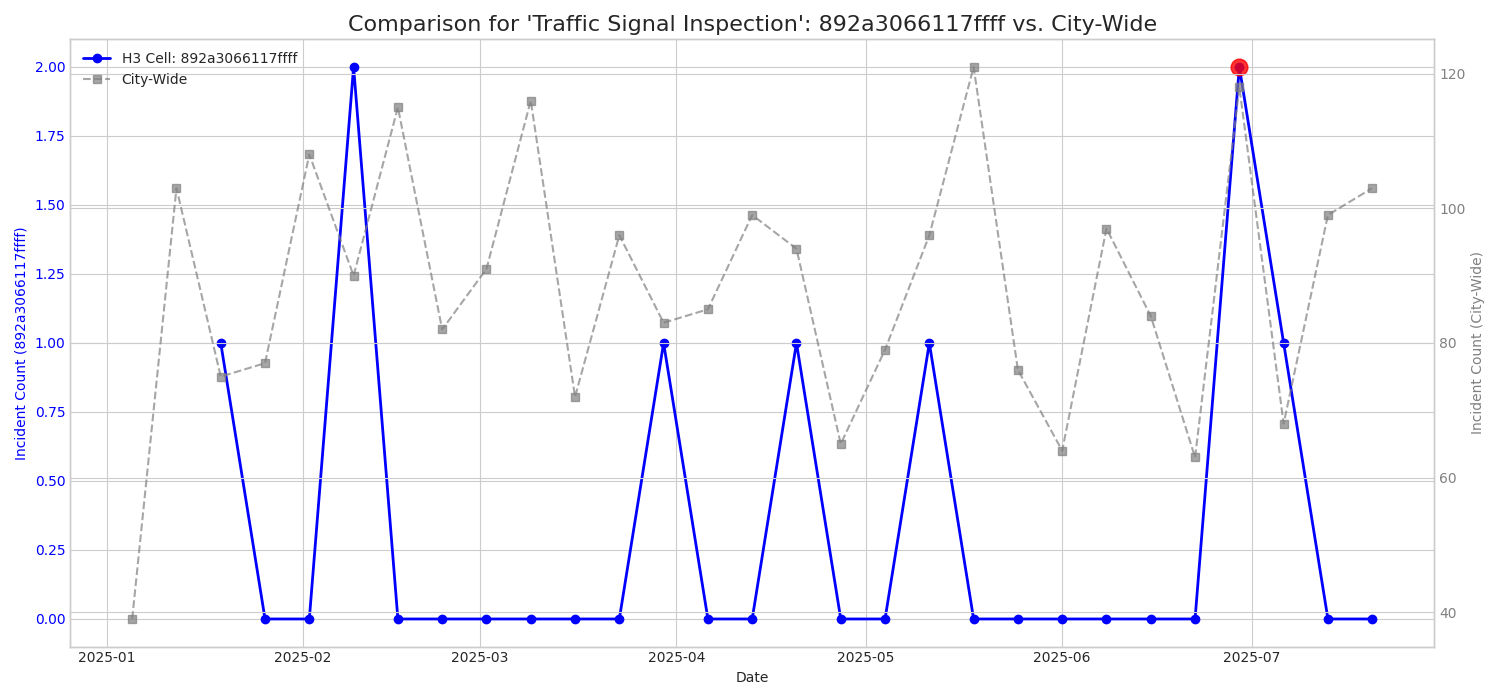 Comparison for 'Traffic Signal Inspection': 892a3066117ffff vs. City-Wide
H3 Cell: 892a3066117ffff
City-Wide
Incident Count (892a3066117ffff)
2.00
1.75
1.50
1.25
1.00
0.75
0.50
0.25
0.00
120
100
80
60
40
Incident Count (City-Wide)
2025-01 2025-02 2025-03 2025-04 2025-05 2025-06 2025-07
Date